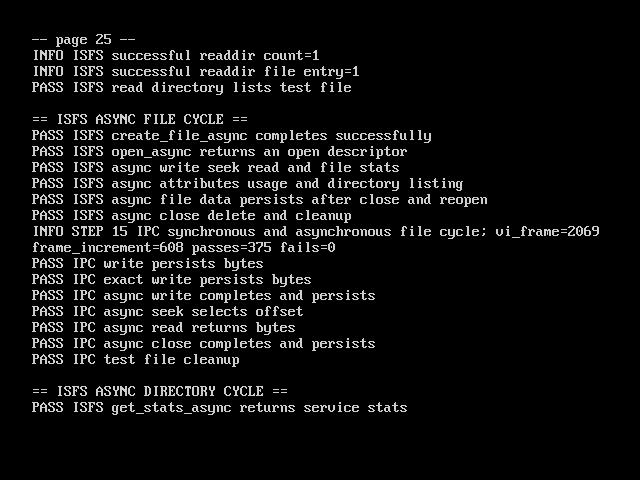 -- page 25 --
INFO ISFS successful readdir count=1
INFO ISFS successful readdir file entry=1
PASS ISFS read directory lists test file
== ISFS ASYNC FILE CYCLE ==
PASS ISFS create_file_async completes successfully
PASS ISFS open_async returns an open descriptor
PASS ISFS async write seek read and file stats
PASS ISFS async attributes usage and directory listing
PASS ISFS async file data persists after close and reopen
PASS ISFS async close delete and cleanup
INFO STEP 15 IPC synchronous and asynchronous file cycle; vi_frame=2069
frame_increment=608 passes=375 fails=0
PASS IPC write persists bytes
PASS IPC exact write persists bytes
PASS IPC async write completes and persists
PASS IPC async seek selects offset
PASS IPC async read returns bytes
PASS IPC async close completes and persists
PASS IPC test file cleanup
== ISFS ASYNC DIRECTORY CYCLE ==
PASS ISFS get_stats_async returns service stats